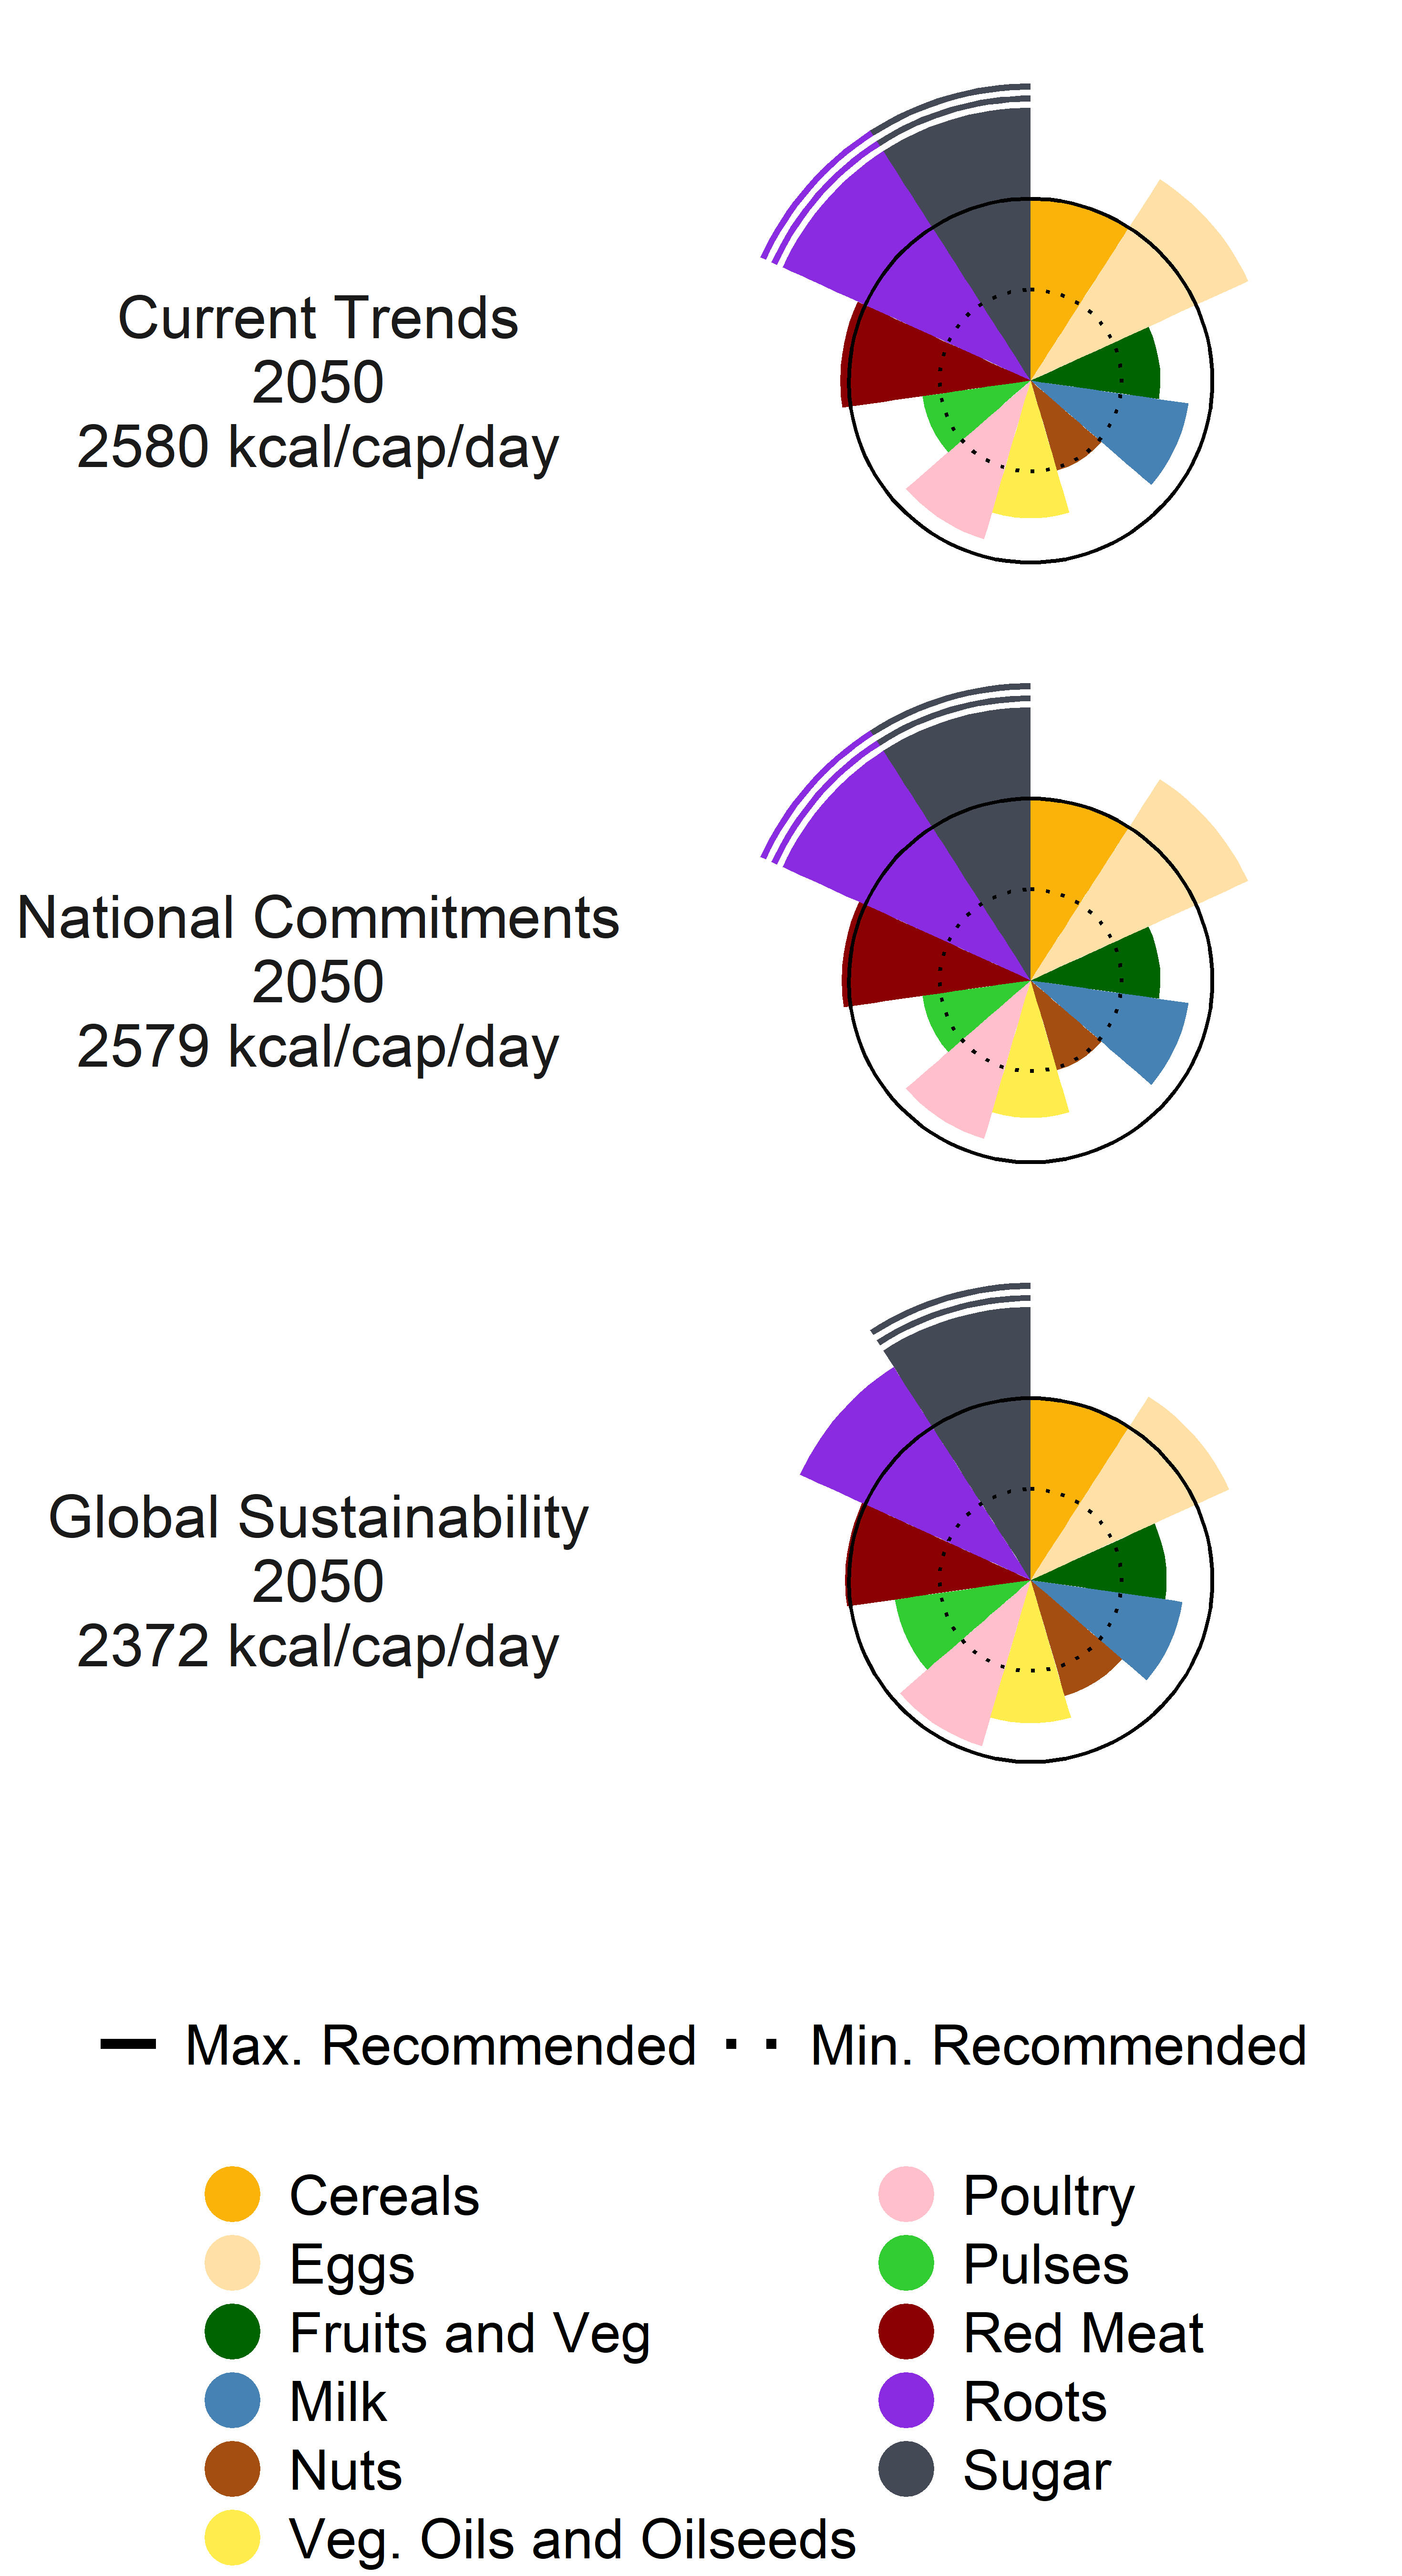 Current Trends
2050
2580 kcal/cap/day
National Commitments
2050
2579 kcal/cap/day
Global Sustainability
2050
2372 kcal/cap/day
Max. Recommended Min. Recommended
Cereals
Eggs
Fruits and Veg
Milk
Nuts
Veg. Oils and Oilseeds
Poultry
Pulses
Red Meat
Roots
Sugar